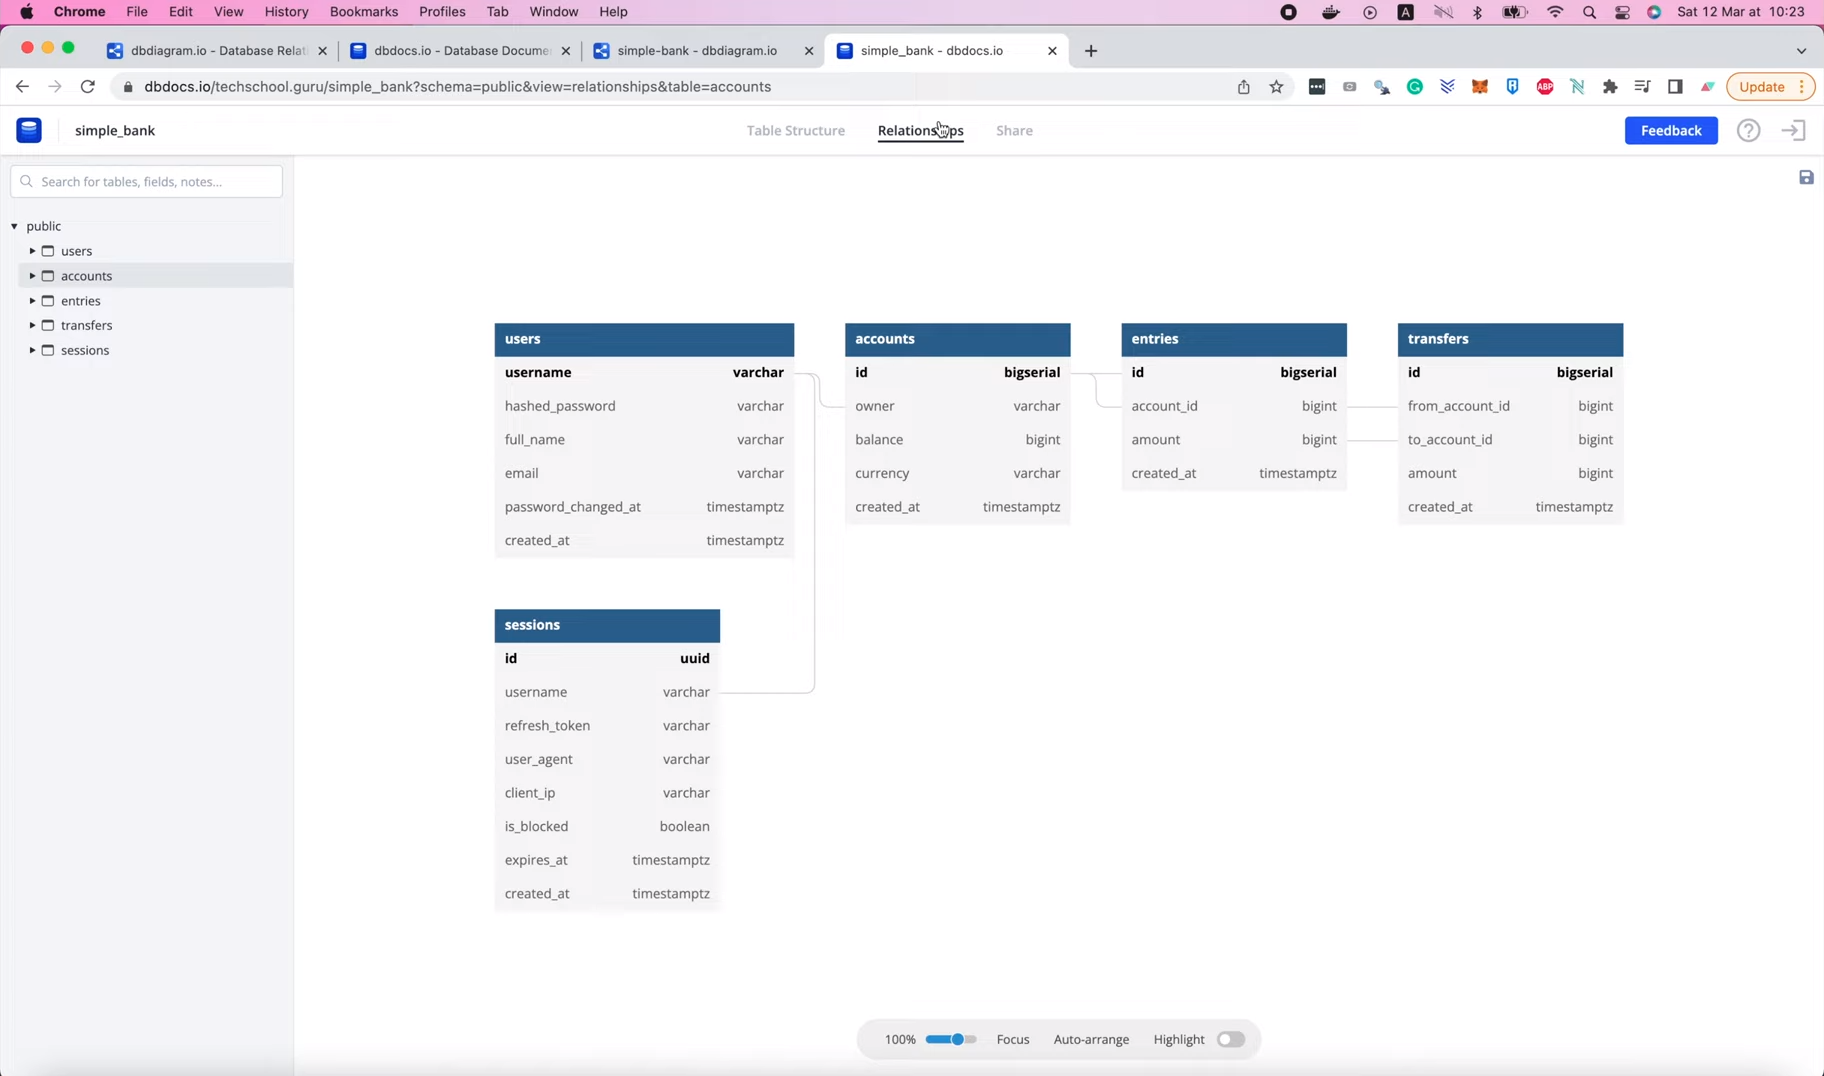 Chrome File Edit View History Bookmarks Profiles Tab Window Help A Sat 12 Mar at 10:23
dbdiagram.io - Database Relat dbdocs.io - Database Docume simple-bank - dbdiagram.io simple_bank - dbdocs.io
dbdocs.io/techschool.guru/simple_bank?schema=public&view=relationships&table=accounts ABP Update
simple_bank Table Structure Relationships Share Feedback ?
Search for tables, fields, notes...
public
users
accounts
entries
transfers
sessions
users
username varchar
hashed_password varchar
full_name varchar
email varchar
password_changed_at timestamptz
created_at timestamptz
accounts
id bigserial
owner varchar
balance bigint
currency varchar
created_at timestamptz
entries
id bigserial
account_id bigint
amount bigint
created_at timestamptz
transfers
id bigserial
from_account_id bigint
to_account_id bigint
amount bigint
created_at timestamptz
sessions
id uuid
username varchar
refresh_token varchar
user_agent varchar
client_ip varchar
is_blocked boolean
expires_at timestamptz
created_at timestamptz
100% Focus Auto-arrange Highlight